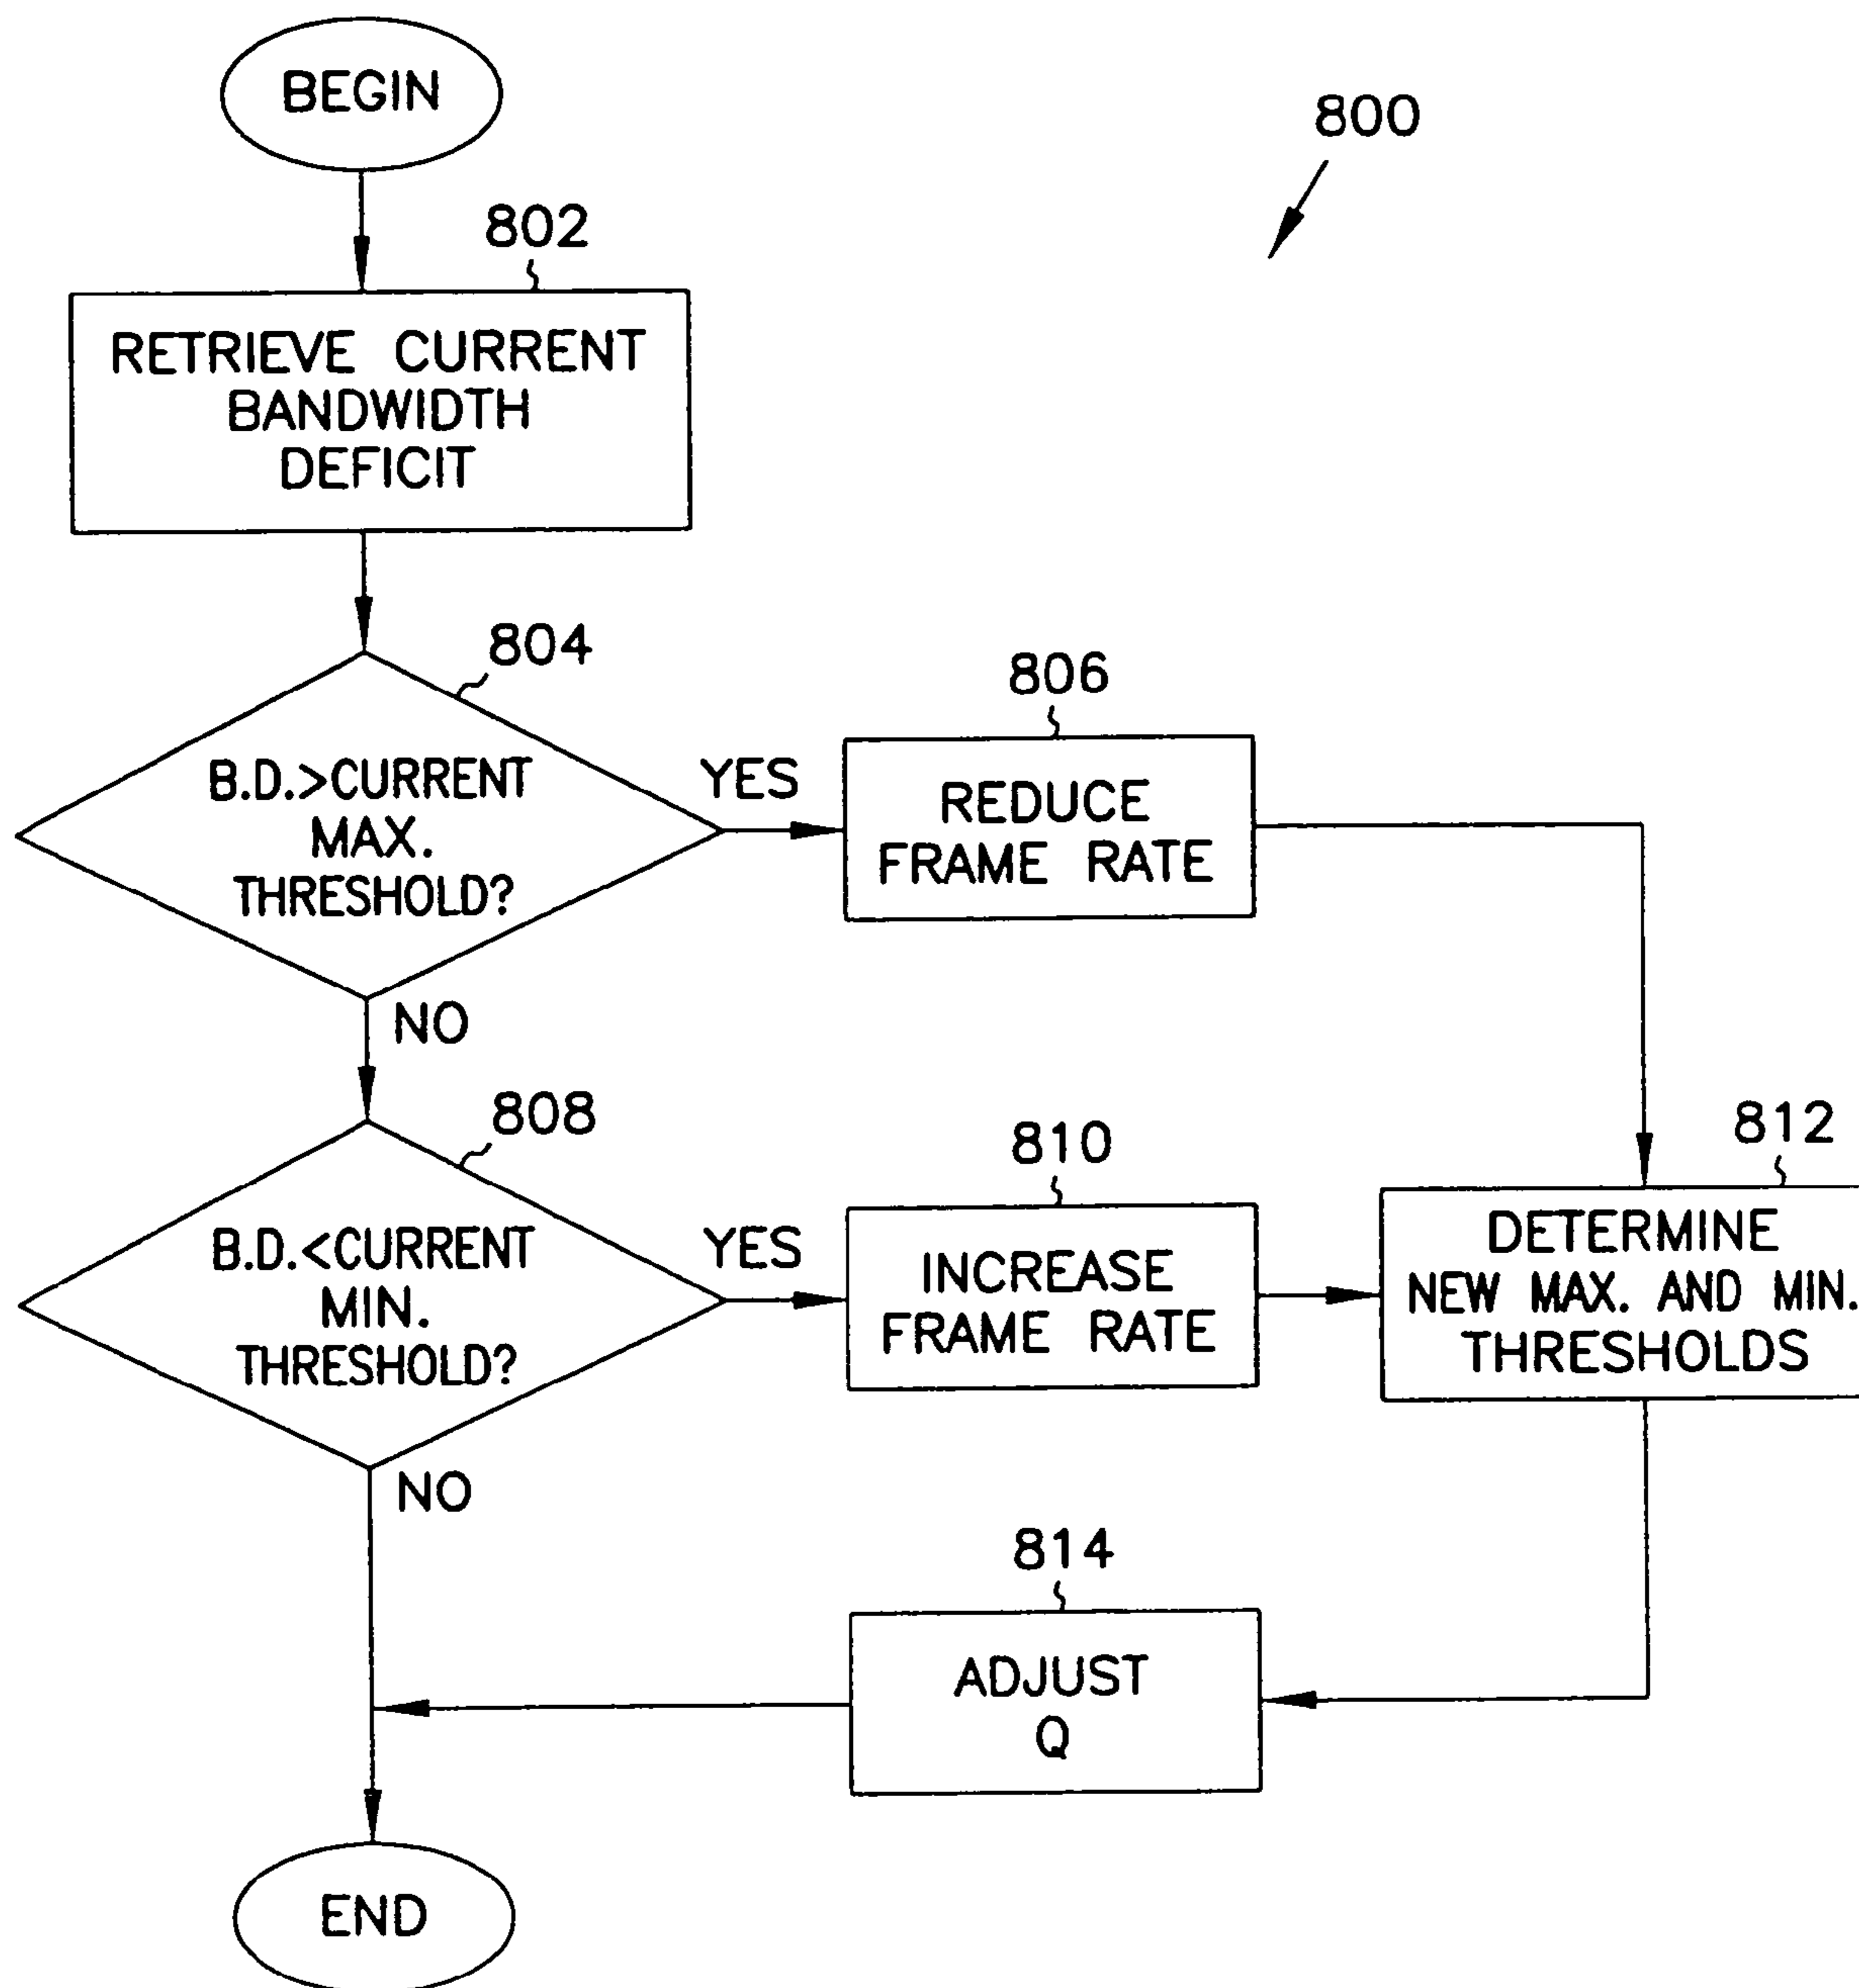 BEGIN
800
802
RETRIEVE CURRENT
BANDWIDTH
DEFICIT
804
B.D.>CURRENT
MAX.
THRESHOLD?
YES
806
REDUCE
FRAME RATE
NO
808
B.D.<CURRENT
MIN.
THRESHOLD?
YES
810
INCREASE
FRAME RATE
812
DETERMINE
NEW MAX. AND MIN.
THRESHOLDS
NO
814
ADJUST
Q
END